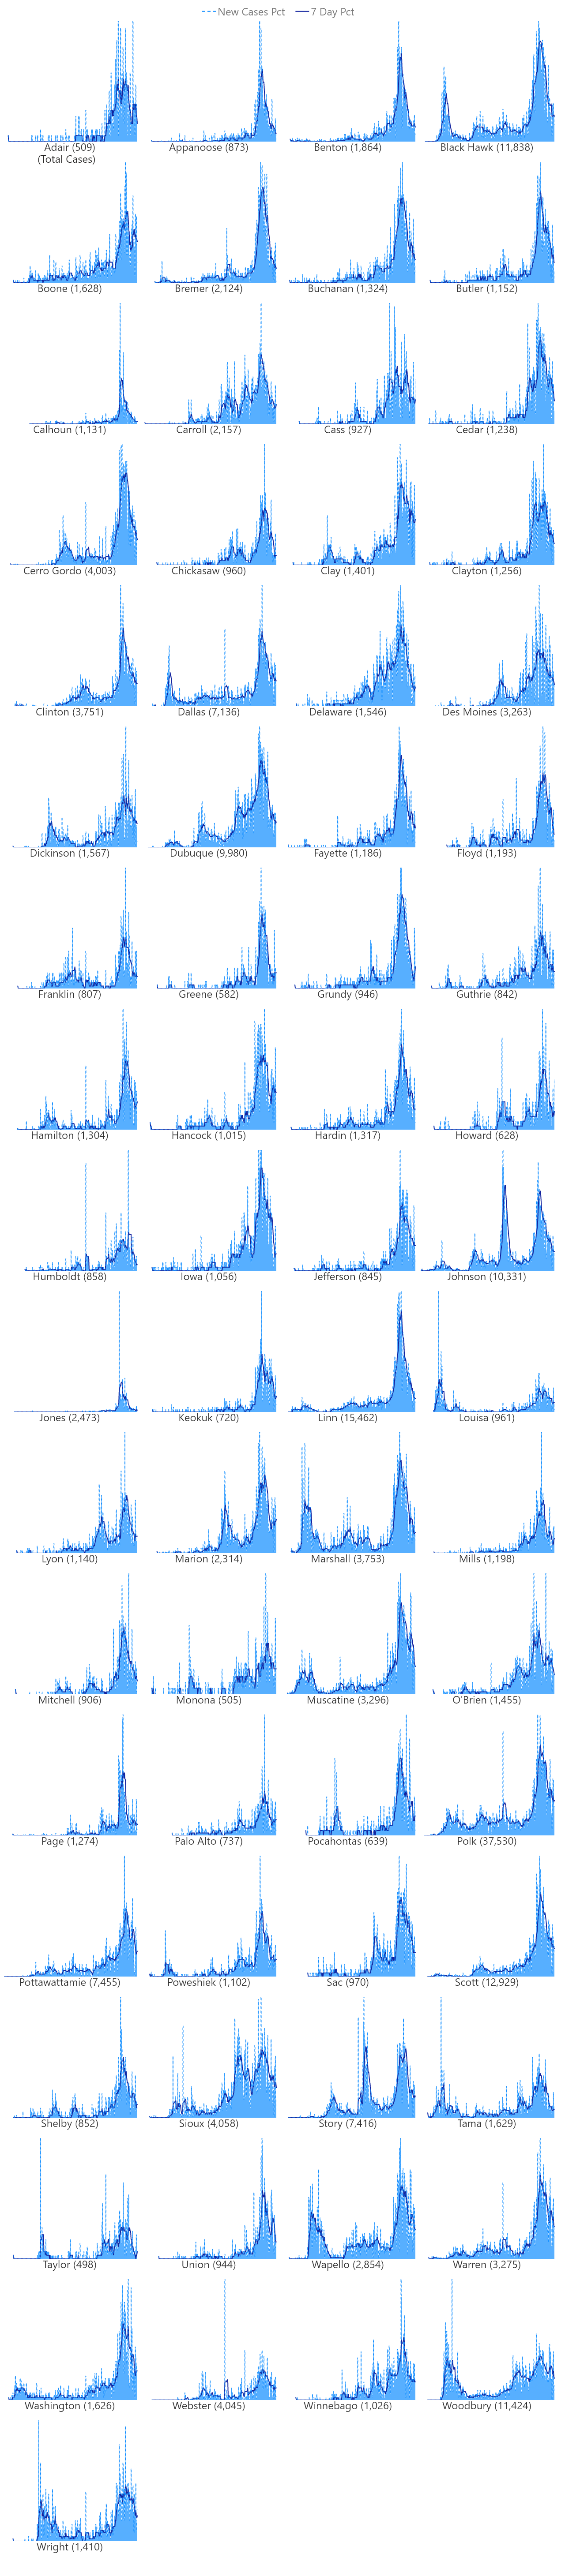 New Cases Pct 7 Day Pct
Adair (509) Appanoose (873) Benton (1,864) Black Hawk (11,838)
(Total Cases)
Boone (1,628) Bremer (2,124) Buchanan (1,324) Butler (1,152)
Calhoun (1,131) Carroll (2,157) Cass (927) Cedar (1,238)
Cerro Gordo (4,003) Chickasaw (960) Clay (1,401) Clayton (1,256)
Clinton (3,751) Dallas (7,136) Delaware (1,546) Des Moines (3,263)
Dickinson (1,567) Dubuque (9,980) Fayette (1,186) Floyd (1,193)
Franklin (807) Greene (582) Grundy (946) Guthrie (842)
Hamilton (1,304) Hancock (1,015) Hardin (1,317) Howard (628)
Humboldt (858) Iowa (1,056) Jefferson (845) Johnson (10,331)
Jones (2,473) Keokuk (720) Linn (15,462) Louisa (961)
Lyon (1,140) Marion (2,314) Marshall (3,753) Mills (1,198)
Mitchell (906) Monona (505) Muscatine (3,296) O'Brien (1,455)
Page (1,274) Palo Alto (737) Pocahontas (639) Polk (37,530)
Pottawattamie (7,455) Poweshiek (1,102) Sac (970) Scott (12,929)
Shelby (852) Sioux (4,058) Story (7,416) Tama (1,629)
Taylor (498) Union (944) Wapello (2,854) Warren (3,275)
Washington (1,626) Webster (4,045) Winnebago (1,026) Woodbury (11,424)
Wright (1,410)